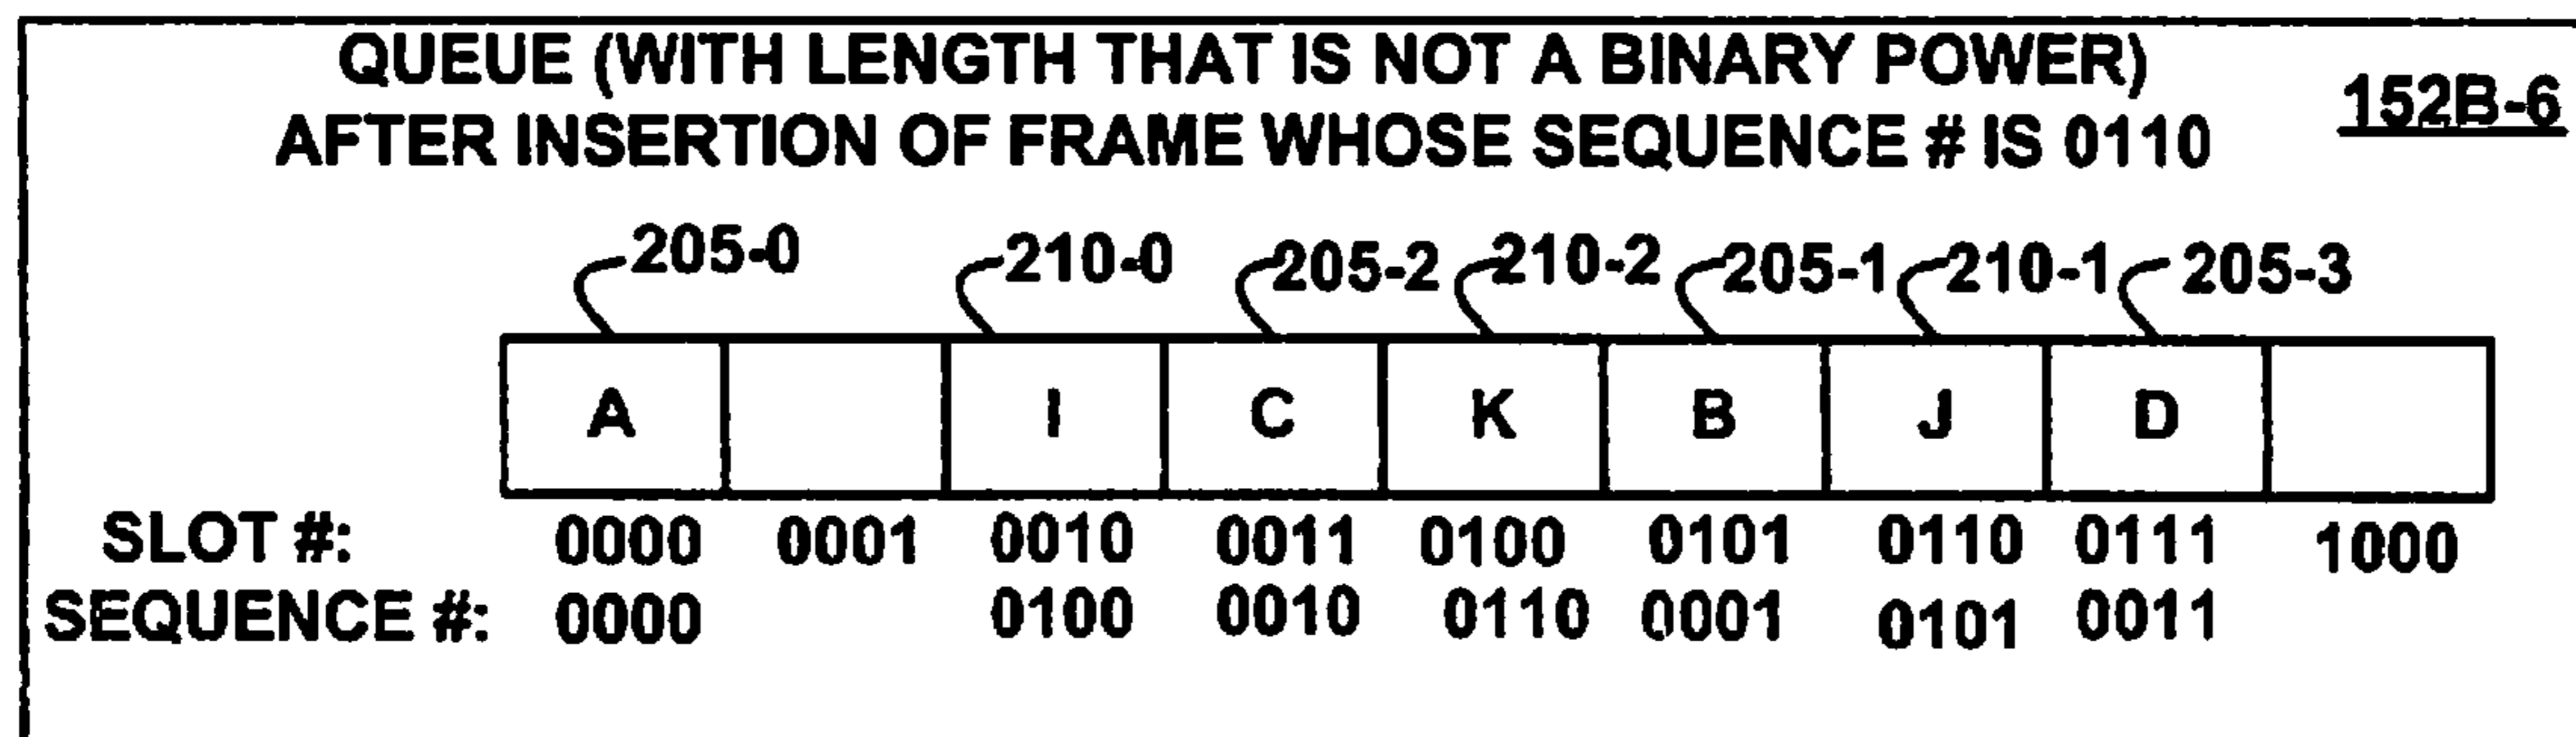 QUEUE (WITH LENGTH THAT IS NOT A BINARY POWER)
AFTER INSERTION OF FRAME WHOSE SEQUENCE # IS 0110
152B-6
205-0 210-0 205-2 210-2 205-1 210-1 205-3
A I C K B J D
SLOT #: 0000 0001 0010 0011 0100 0101 0110 0111 1000
SEQUENCE #: 0000 0100 0010 0110 0001 0101 0011